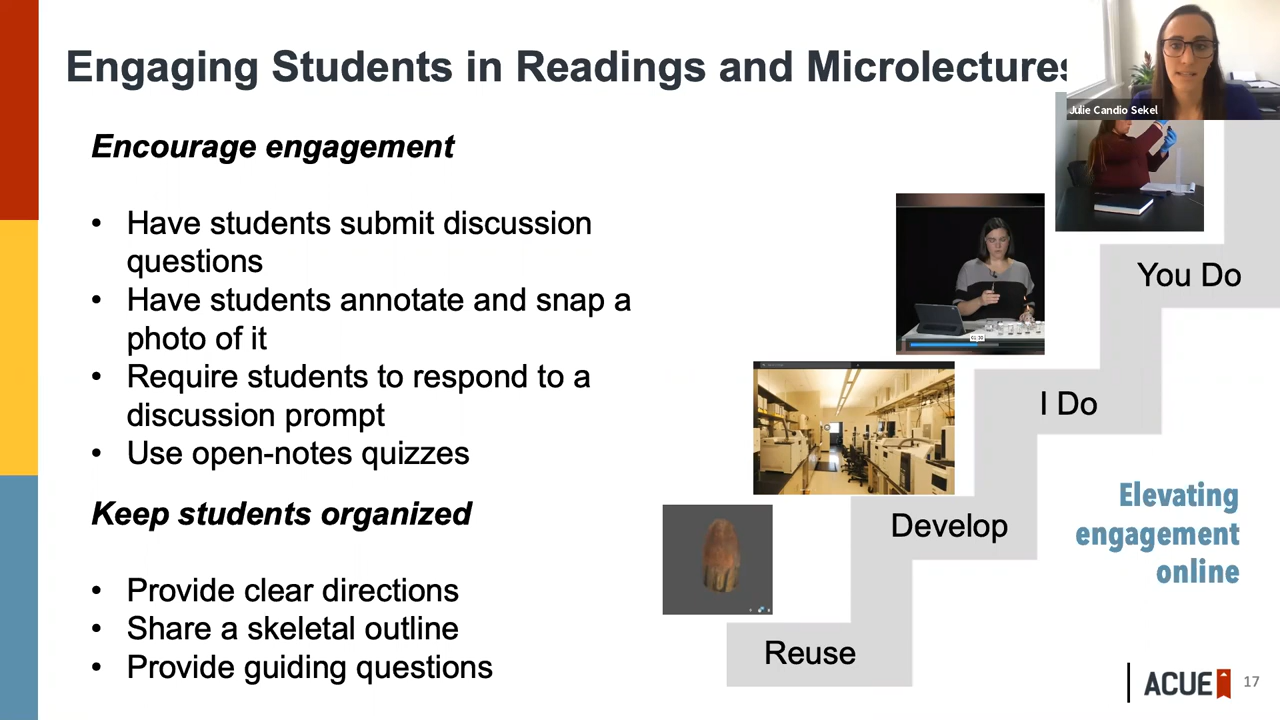 Engaging Students in Readings and Microlectures
Julie Candio Sekel
Encourage engagement
• Have students submit discussion
questions
• Have students annotate and snap a
photo of it
• Require students to respond to a
discussion prompt
• Use open-notes quizzes
Keep students organized
• Provide clear directions
• Share a skeletal outline
• Provide guiding questions
You Do
I Do
Develop
Reuse
Elevating
engagement
online
ACUE
17